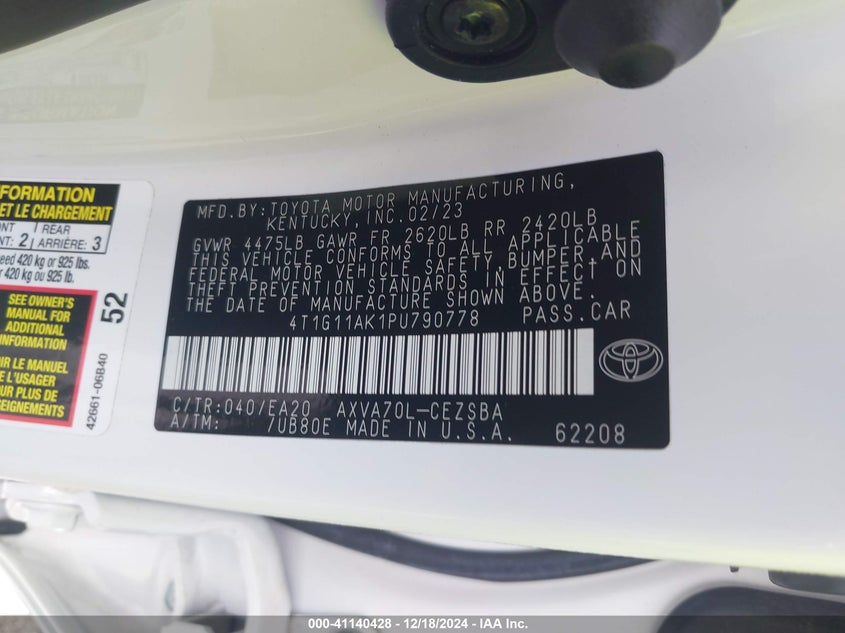 MFD.BY:TOYOTA MOTOR MANUFACTURING,
KENTUCKY, INC.02/23
GVWR 4475LB GAWR FR 2620LB RR 2420LB
THIS VEHICLE CONFORMS TO ALL APPLICABLE
FEDERAL MOTOR VEHICLE SAFETY,BUMPER,AND
THEFT PREVENTION STANDARDS IN EFFECT ON
THE DATE OF MANUFACTURE SHOWN ABOVE.
4T1G11AK1PU790778 PASS.CAR
C/TR:040/EA20 AXVA70L-CEZSBA
A/TM: /UB80E MADE IN U.S.A. 62208
FORMATION
ET LE CHARGEMENT
REAR
2 ARRIÈRE: 3
420 kg or 925 lbs.
420 kg ou 925 lb.
SEE OWNER'S
MANUAL FOR
ADDITIONAL
INFORMATION
LE MANUEL
L'USAGER
PLUS DE
52
42661-06B40
000-41140428 - 12/18/2024 - IAA Inc.